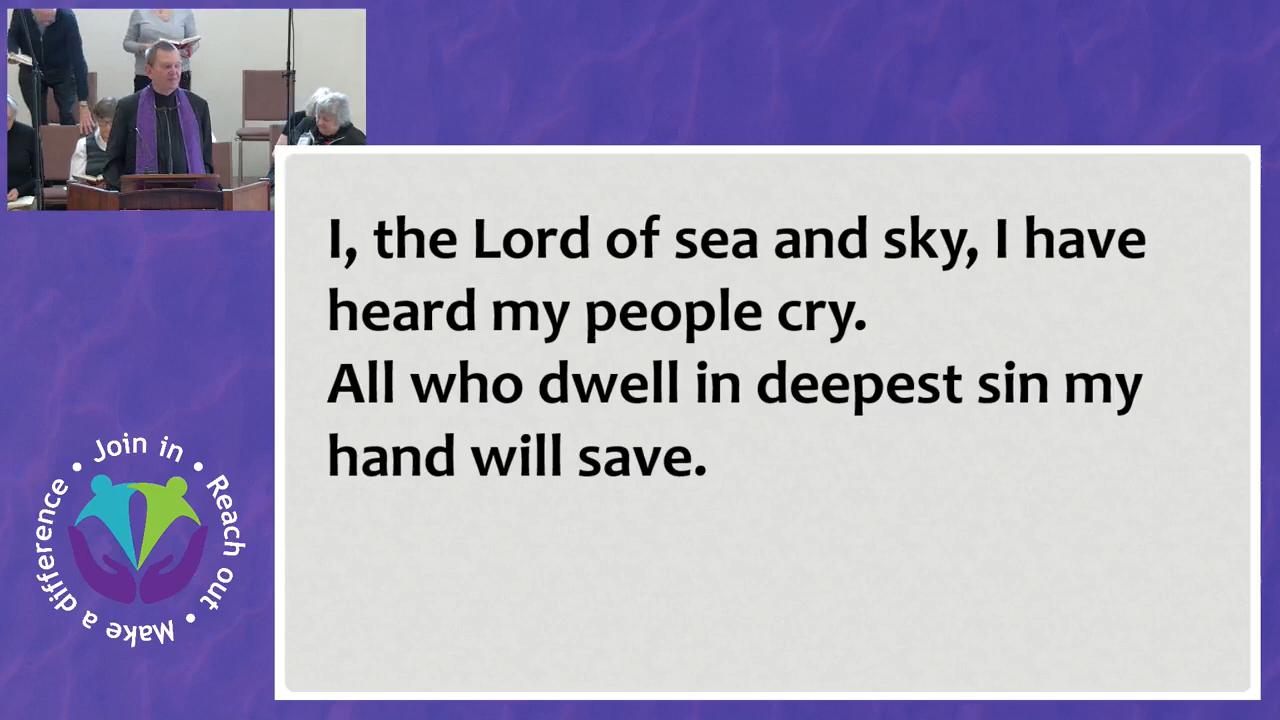 I, the Lord of sea and sky, I have
heard my people cry.
All who dwell in deepest sin my
hand will save.
Join in • Reach out • Make a difference •